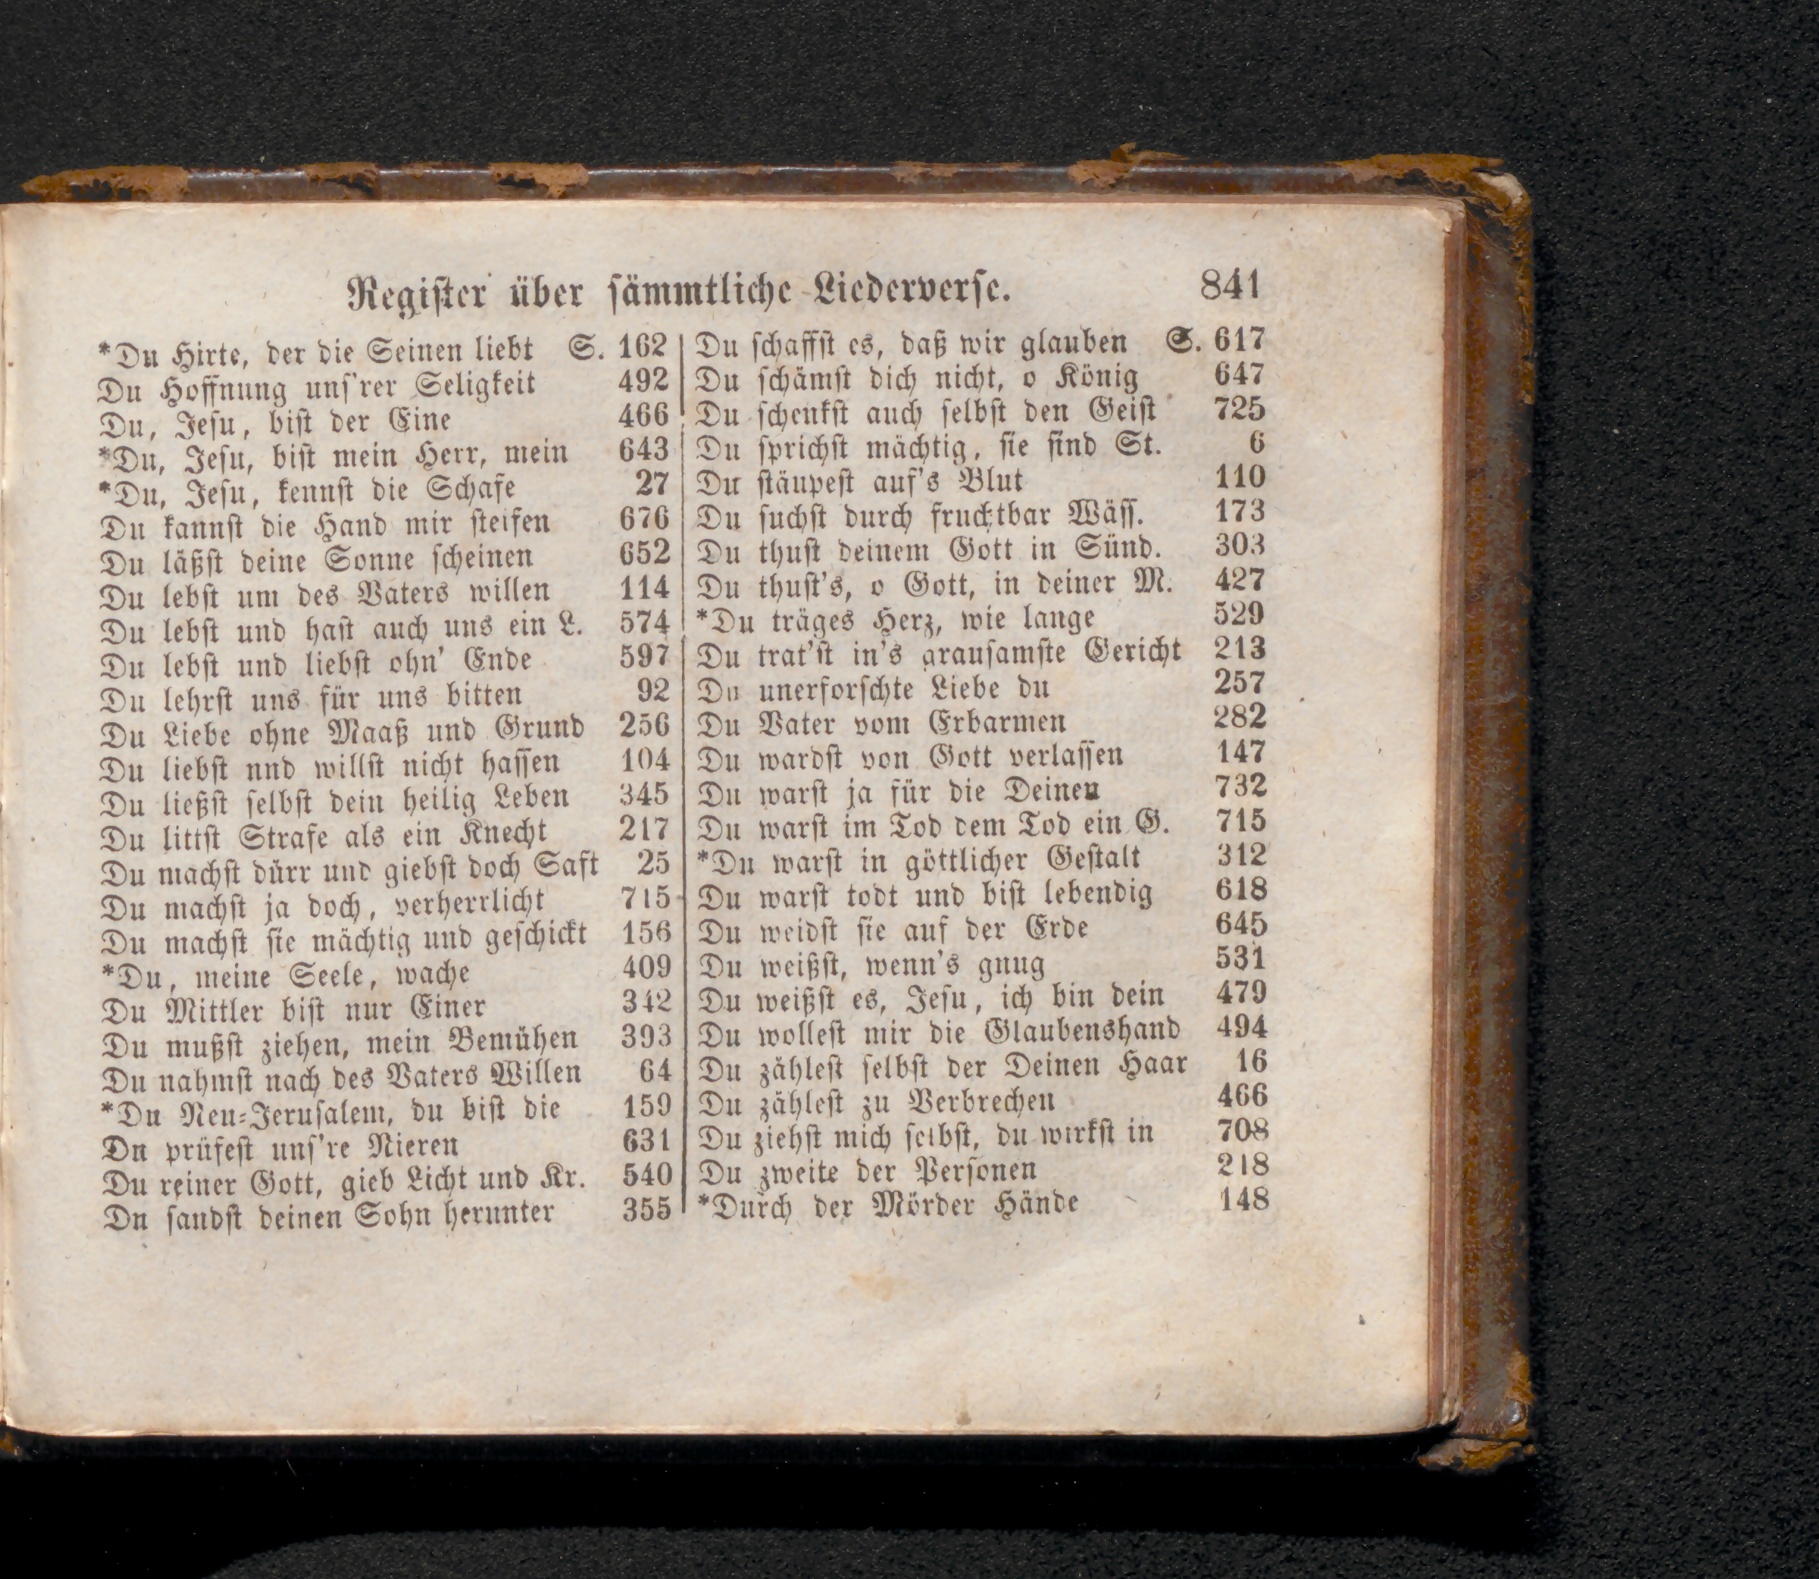 Register über sämmtliche Liederverse. 841
*Du Hirte, der die Seinen liebt S. 162
Du Hoffnung uns'rer Seligkeit 492
Du, Jesu, bist der Eine 466
*Du, Jesu, bist mein Herr, mein 643
*Du, Jesu, kennst die Schafe 27
Du kannst die Hand mir steifen 676
Du läßst deine Sonne scheinen 652
Du lebst um des Vaters willen 114
Du lebst und hast auch uns ein L. 574
Du lebst und liebst ohn' Ende 597
Du lehrst uns für uns bitten 92
Du Liebe ohne Maaß und Grund 256
Du liebst nnd willst nicht hassen 104
Du ließst selbst dein heilig Leben 345
Du littst Strafe als ein Knecht 217
Du machst dürr und giebst doch Saft 25
Du machst ja doch, verherrlicht 715
Du machst sie mächtig und geschickt 156
*Du, meine Seele, wache 409
Du Mittler bist nur Einer 342
Du mußst ziehen, mein Bemühen 393
Du nahmst nach des Vaters Willen 64
*Du Neu-Jerusalem, du bist die 159
Dn prüfest uns're Nieren 631
Du reiner Gott, gieb Licht und Kr. 540
Dn sandst deinen Sohn herunter 355
Du schaffst es, daß wir glauben S. 617
Du schämst dich nicht, o König 647
Du schenkst auch selbst den Geist 725
Du sprichst mächtig, sie sind St. 6
Du stäupest auf's Blut 110
Du suchst durch fruchtbar Wäss. 173
Du thust deinem Gott in Sünd. 303
Du thust's, o Gott, in deiner M. 427
*Du träges Herz, wie lange 529
Du trat'st in's grausamste Gericht 213
Du unerforschte Liebe du 257
Du Vater vom Erbarmen 282
Du wardst von Gott verlassen 147
Du warst ja für die Deinen 732
Du warst im Tod dem Tod ein G. 715
*Du warst in göttlicher Gestalt 312
Du warst todt und bist lebendig 618
Du weidst sie auf der Erde 645
Du weißst, wenn's gnug 531
Du weißst es, Jesu, ich bin dein 479
Du wollest mir die Glaubenshand 494
Du zählest selbst der Deinen Haar 16
Du zählest zu Verbrechen 466
Du ziehst mich selbst, du wirkst in 708
Du zweite der Personen 218
*Durch der Mörder Hände 148